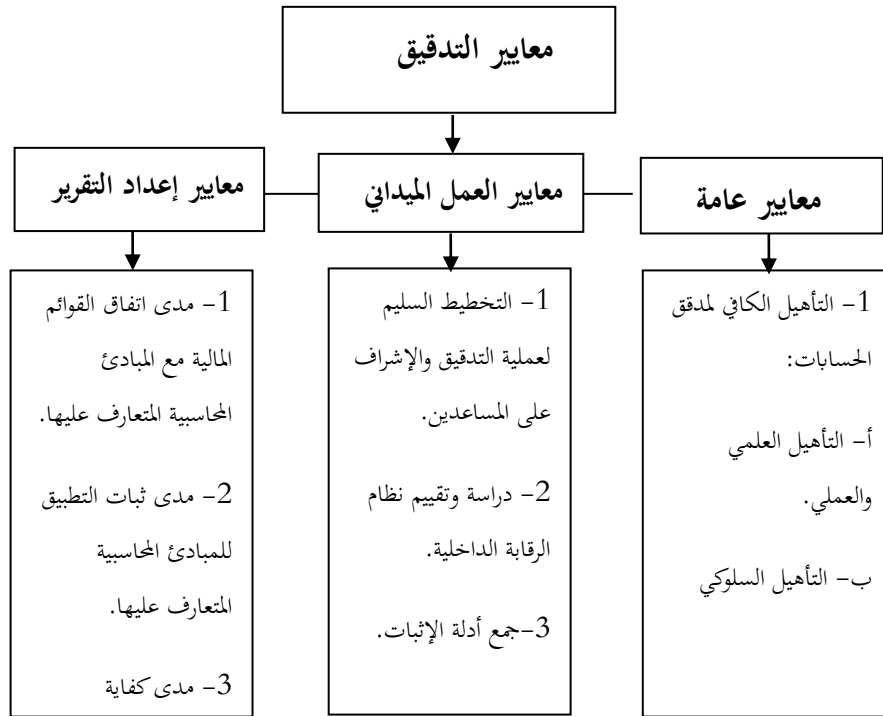 معايير التدقيق
معايير عامة
معايير العمل الميداني
معايير إعداد التقرير
1- التأهيل الكافي لمدقق
الحسابات:
أ- التأهيل العلمي
والعملي.
ب- التأهيل السلوكي
1- التخطيط السليم
لعملية التدقيق والإشراف
على المساعدين.
2- دراسة وتقييم نظام
الرقابة الداخلية.
3-جمع أدلة الإثبات.
1- مدى اتفاق القوائم
المالية مع المبادئ
المحاسبية المتعارف عليها.
2- مدى ثبات التطبيق
للمبادئ المحاسبية
المتعارف عليها.
3- مدى كفاية